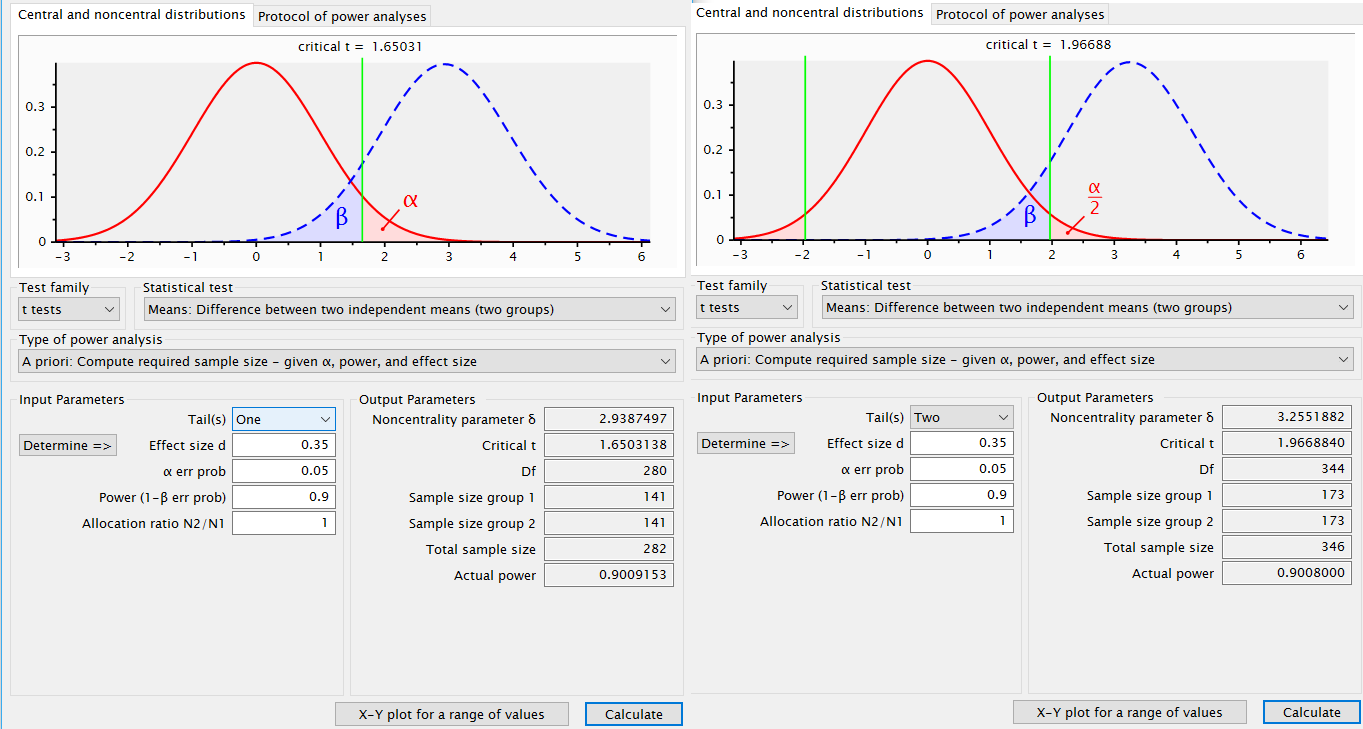 Central and noncentral distributions
Protocol of power analyses
critical t = 1.65031
0.3
0.2
0.1
0
β
α
-3
-2
-1
0
1
2
3
4
5
6
Test family
Statistical test
t tests
Means: Difference between two independent means (two groups)
Type of power analysis
A priori: Compute required sample size – given α, power, and effect size
Input Parameters
Tail(s) One
Determine => Effect size d 0.35
α err prob 0.05
Power (1-β err prob) 0.9
Allocation ratio N2/N1 1
Output Parameters
Noncentrality parameter δ 2.9387497
Critical t 1.6503138
Df 280
Sample size group 1 141
Sample size group 2 141
Total sample size 282
Actual power 0.9009153
X-Y plot for a range of values
Calculate
Central and noncentral distributions
Protocol of power analyses
critical t = 1.96688
0.3
0.2
0.1
0
β
α
2
-3
-2
-1
0
1
2
3
4
5
6
Test family
Statistical test
t tests
Means: Difference between two independent means (two groups)
Type of power analysis
A priori: Compute required sample size – given α, power, and effect size
Input Parameters
Tail(s) Two
Determine => Effect size d 0.35
α err prob 0.05
Power (1-β err prob) 0.9
Allocation ratio N2/N1 1
Output Parameters
Noncentrality parameter δ 3.2551882
Critical t 1.9668840
Df 344
Sample size group 1 173
Sample size group 2 173
Total sample size 346
Actual power 0.9008000
X-Y plot for a range of values
Calculate